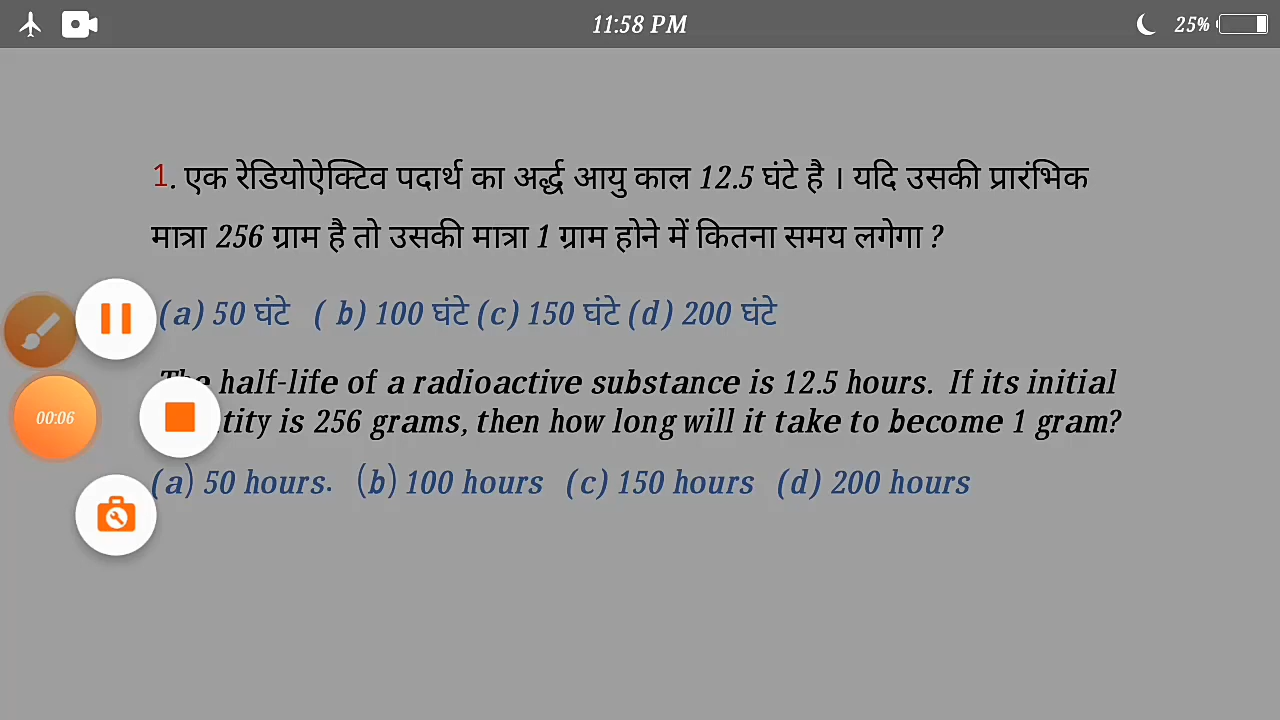 11:58 PM
25%
1. एक रेडियोऐक्टिव पदार्थ का अर्द्ध आयु काल 12.5 घंटे है । यदि उसकी प्रारंभिक
मात्रा 256 ग्राम है तो उसकी मात्रा 1 ग्राम होने में कितना समय लगेगा ?
(a) 50 घंटे ( b) 100 घंटे (c) 150 घंटे (d) 200 घंटे
half-life of a radioactive substance is 12.5 hours. If its initial
is 256 grams, then how long will it take to become 1 gram?
00:06
(a) 50 hours. (b) 100 hours (c) 150 hours (d) 200 hours